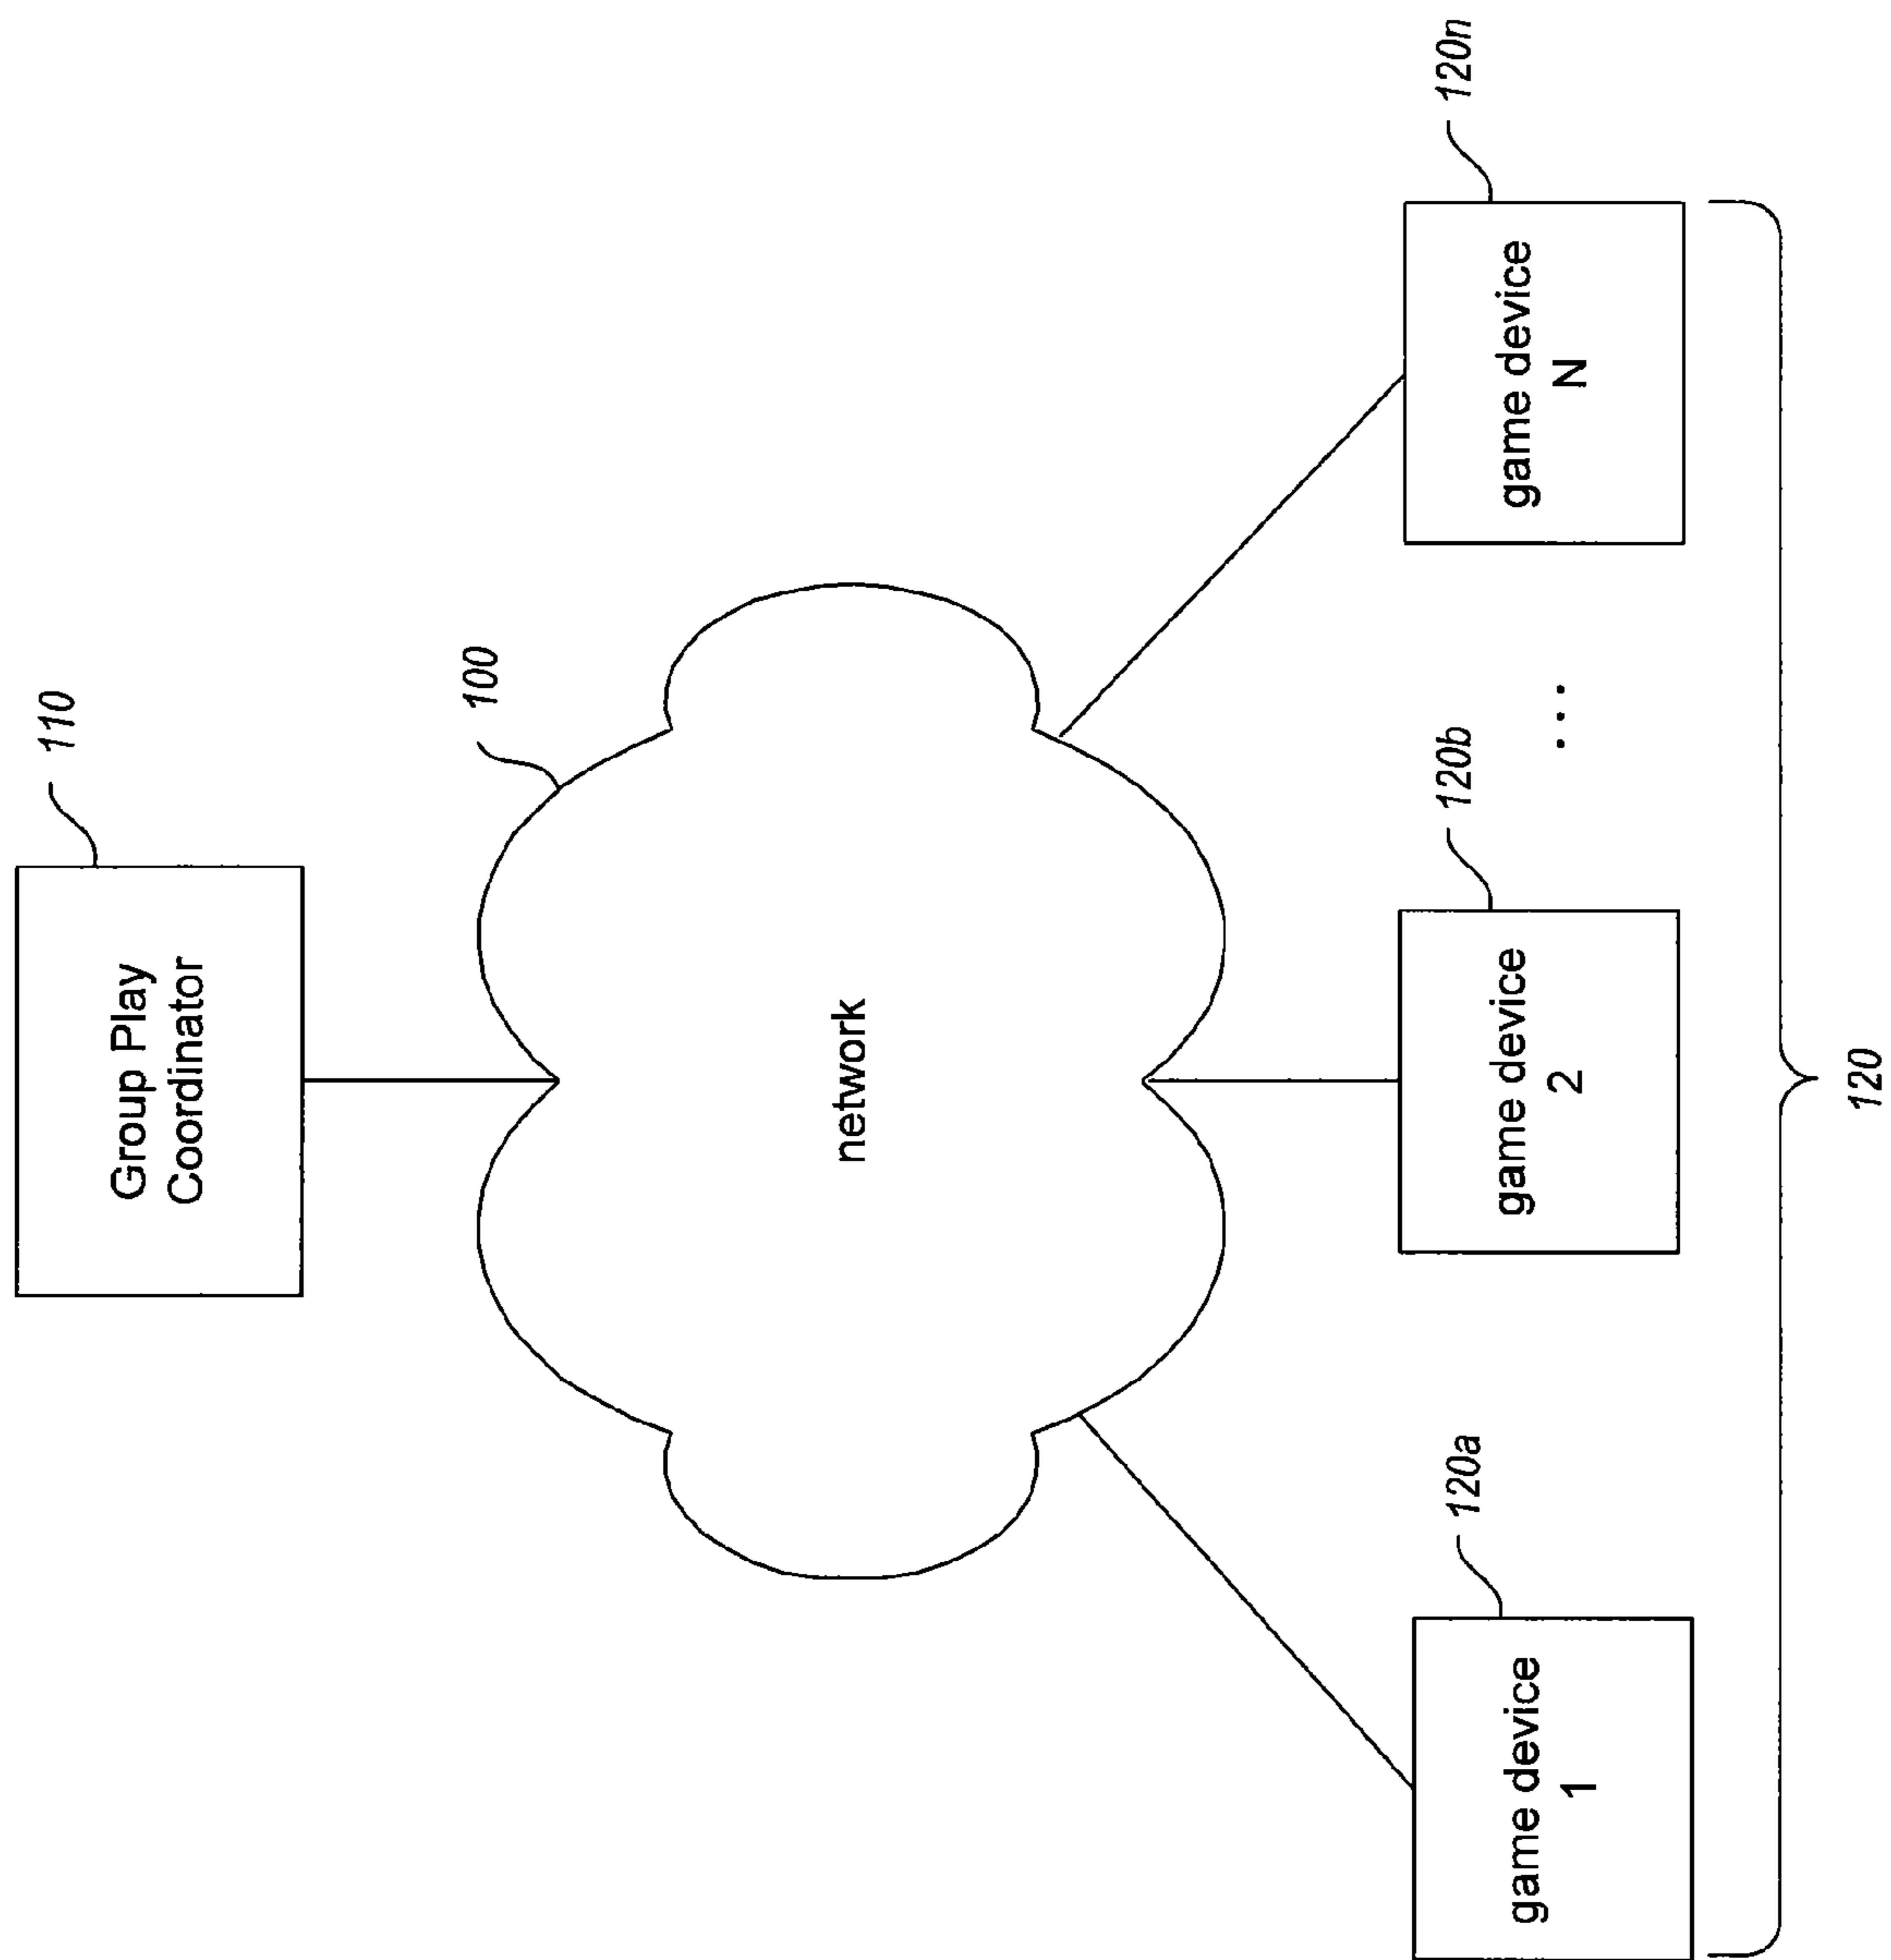 110
Group Play
Coordinator
100
network
120a
120b
120n
game device
1
game device
2
...
game device
N
120